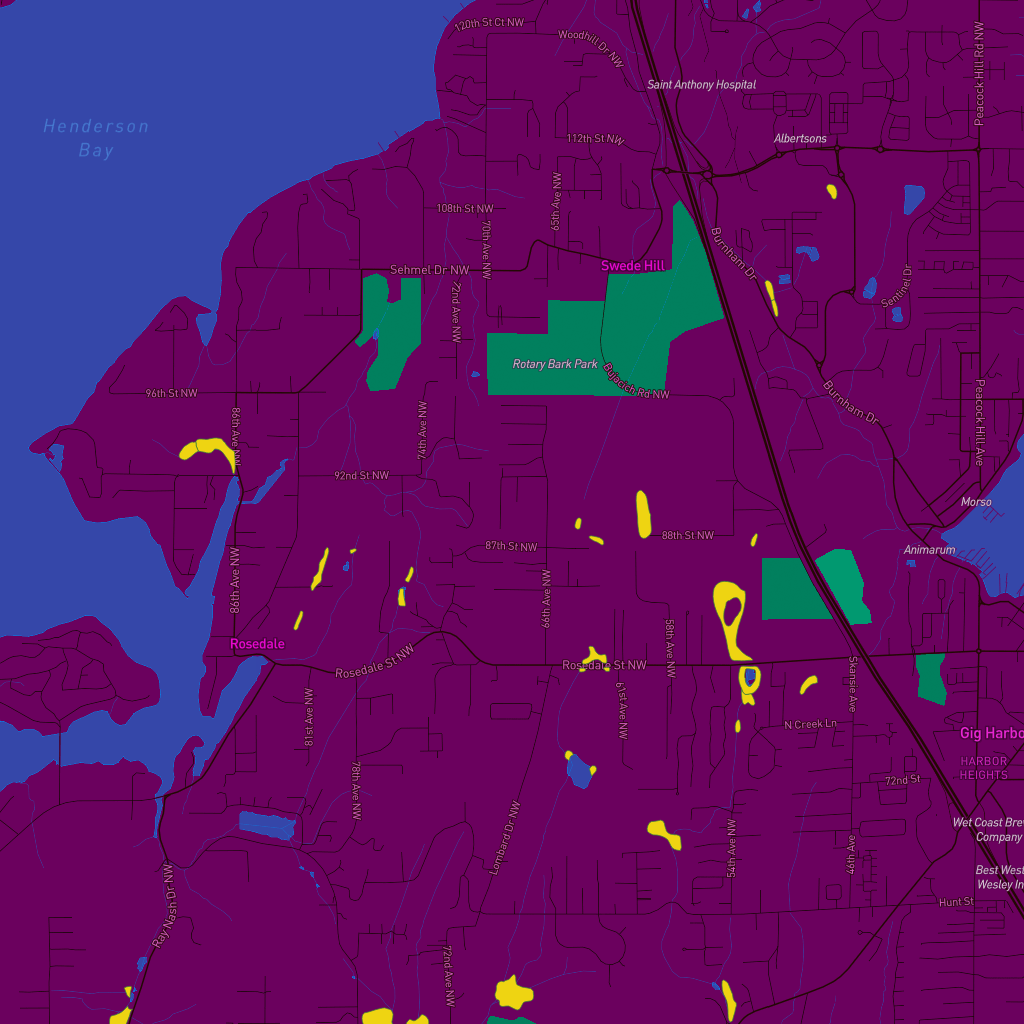 120th St Ct NW
Woodhill Dr NW
Peacock Hill Rd NW
Saint Anthony Hospital
Henderson
Bay
112th St NW
Albertsons
65th Ave NW
108th St NW
70th Ave NW
Burnham Dr
Swede Hill
Sehmel Dr NW
Sentinel Dr
72nd Ave NW
Rotary Bark Park
Bujacich Rd NW
96th St NW
Burnham Dr
86th Ave NW
74th Ave NW
Peacock Hill Ave
92nd St NW
Morso
88th St NW
87th St NW
Animarum
86th Ave NW
66th Ave NW
58th Ave NW
Rosedale
Rosedale St NW
Rosedale St NW
Skansie Ave
81st Ave NW
61st Ave NW
N Creek Ln
Gig Harbo
HARBOR
HEIGHTS
78th Ave NW
72nd St
Lombard Dr NW
54th Ave NW
46th Ave
Wet Coast Brew
Company
Best West
Wesley In
Ray Nash Dr NW
Hunt St
72nd Ave NW